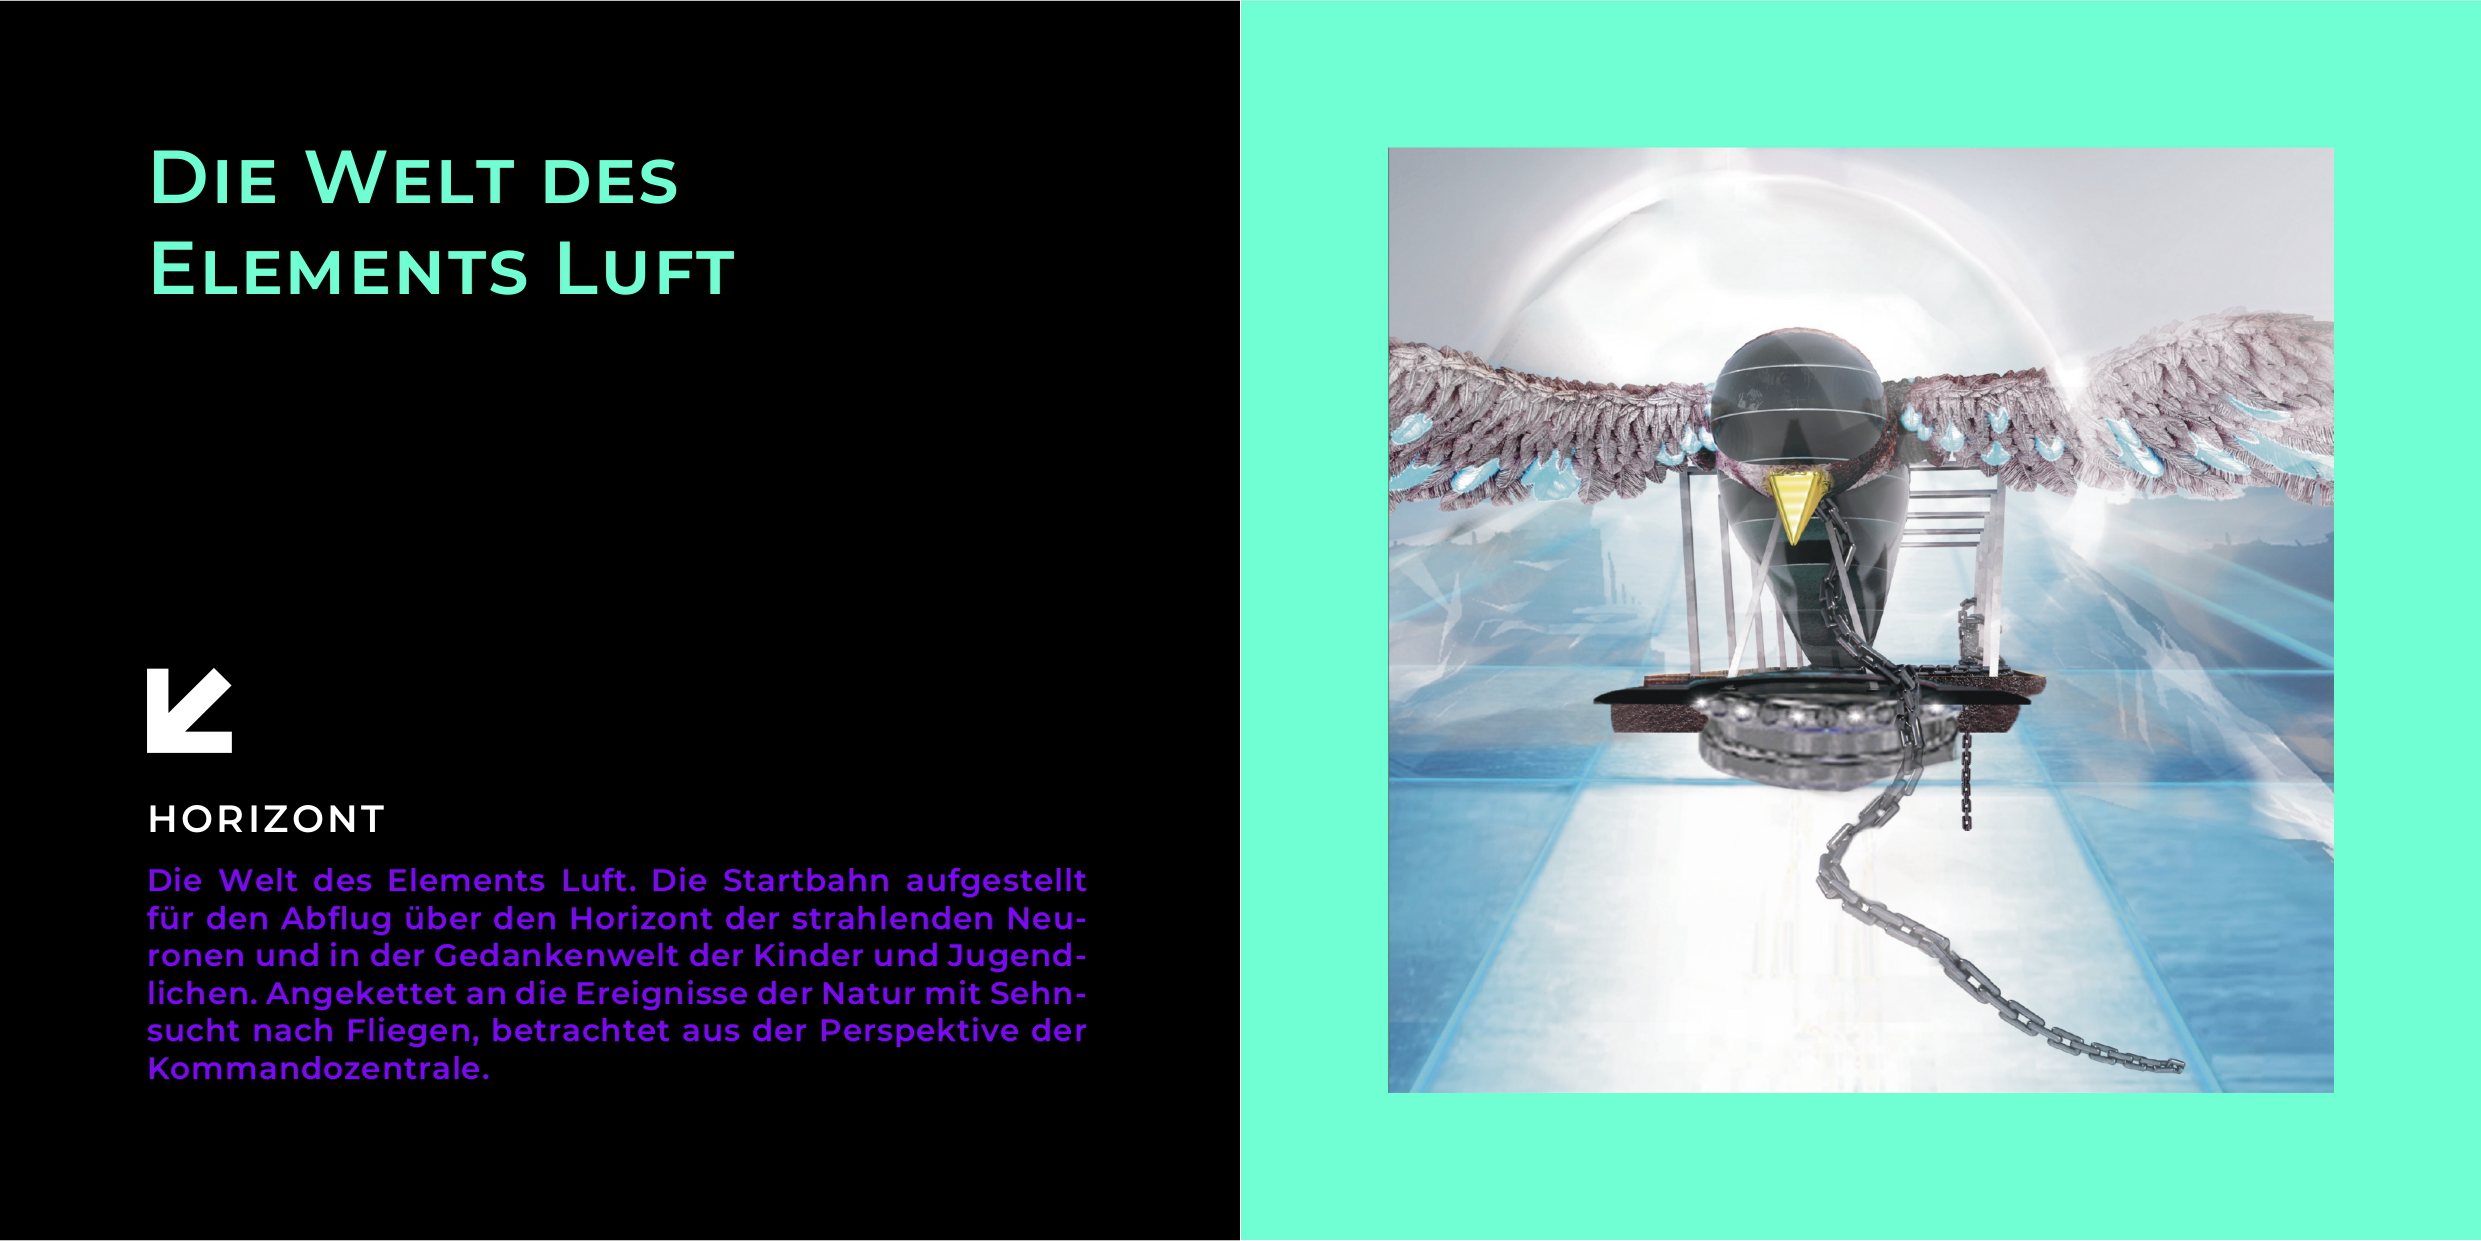 Die Welt des
Elements Luft
HORIZONT
Die Welt des Elements Luft. Die Startbahn aufgestellt
für den Abflug über den Horizont der strahlenden Neu-
ronen und in der Gedankenwelt der Kinder und Jugend-
lichen. Angekettet an die Ereignisse der Natur mit Sehn-
sucht nach Fliegen, betrachtet aus der Perspektive der
Kommandozentrale.